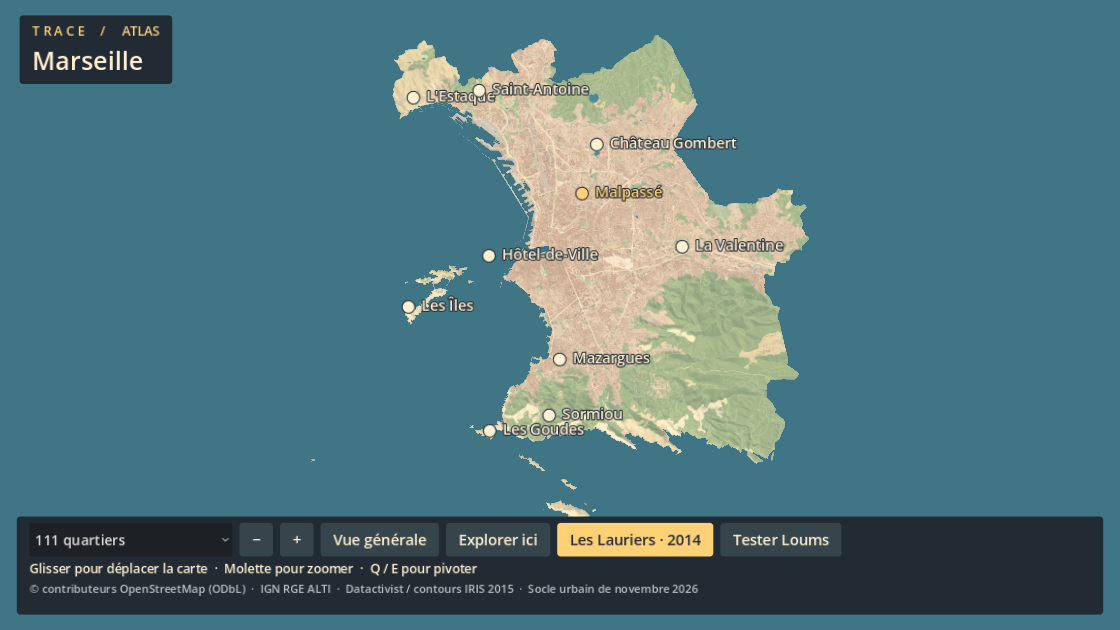 TRACE / ATLAS
Marseille
L'Estaque
Saint-Antoine
Château Gombert
Malpassé
La Valentine
Hôtel-de-Ville
Les Îles
Mazargues
Sormiou
Les Goudes
111 quartiers
−
+
Vue générale
Explorer ici
Les Lauriers · 2014
Tester Loums
Glisser pour déplacer la carte · Molette pour zoomer · Q / E pour pivoter
© contributeurs OpenStreetMap (ODbL) · IGN RGE ALTI · Datactivist / contours IRIS 2015 · Socle urbain de novembre 2026